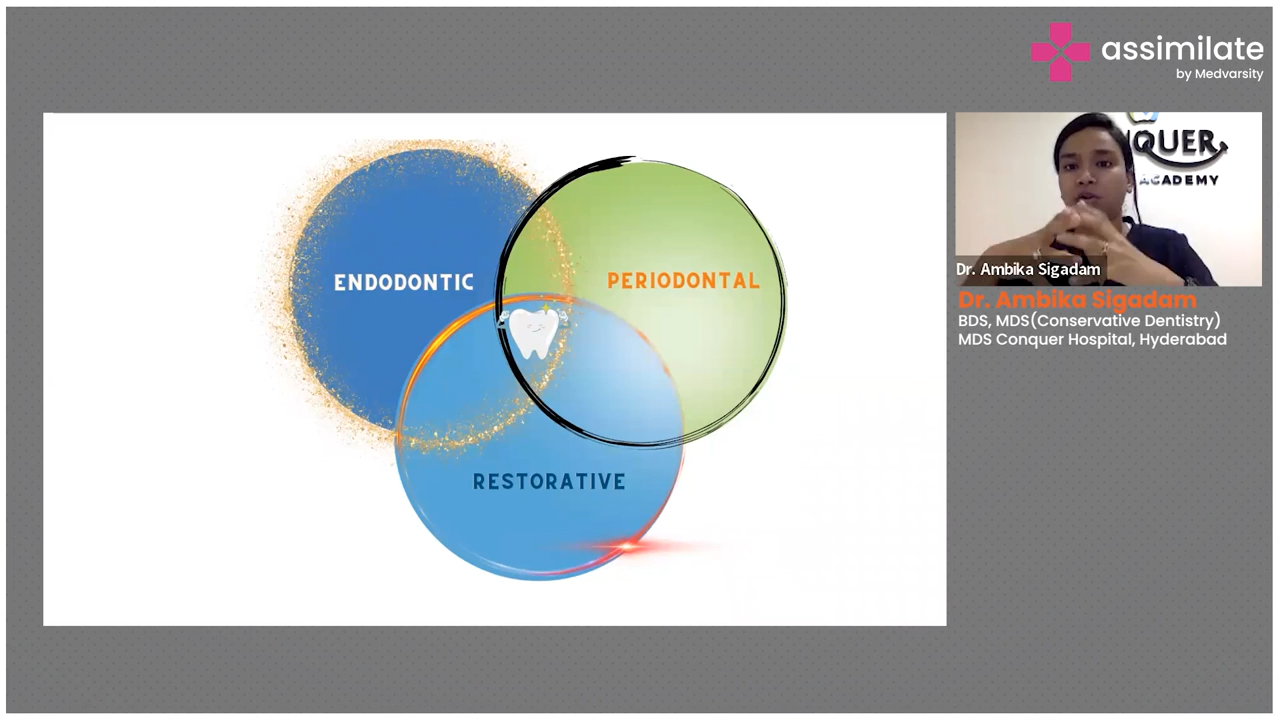 assimilate
by Medvarsity
ENDODONTIC
PERIODONTAL
RESTORATIVE
QUER
ACADEMY
Dr. Ambika Sigadam
Dr. Ambika Sigadam
BDS, MDS(Conservative Dentistry)
MDS Conquer Hospital, Hyderabad